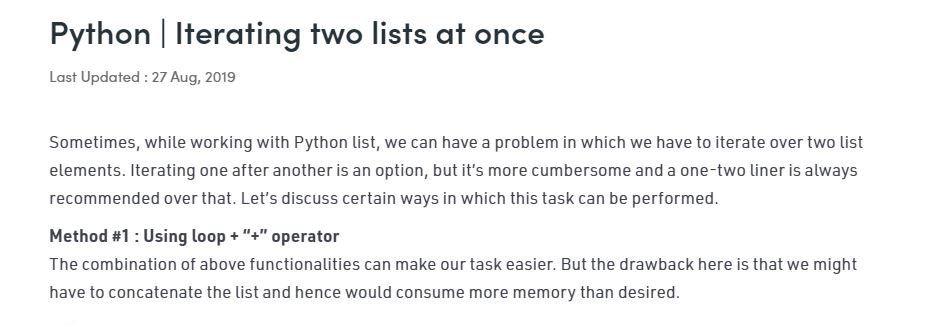 Python | Iterating two lists at once
Last Updated : 27 Aug, 2019
Sometimes, while working with Python list, we can have a problem in which we have to iterate over two list
elements. Iterating one after another is an option, but it’s more cumbersome and a one-two liner is always
recommended over that. Let’s discuss certain ways in which this task can be performed.
Method #1 : Using loop + “+” operator
The combination of above functionalities can make our task easier. But the drawback here is that we might
have to concatenate the list and hence would consume more memory than desired.